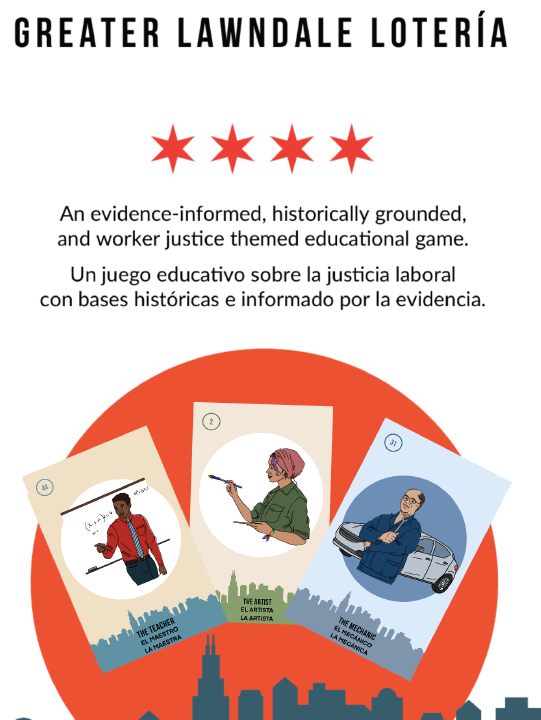 GREATER LAWNDALE LOTERÍA
An evidence-informed, historically grounded,
and worker justice themed educational game.
Un juego educativo sobre la justicia laboral
con bases históricas e informado por la evidencia.
44
THE TEACHER
EL MAESTRO
LA MAESTRA
2
THE ARTIST
EL ARTISTA
LA ARTISTA
37
THE MECHANIC
EL MECÁNICO
LA MECÁNICA